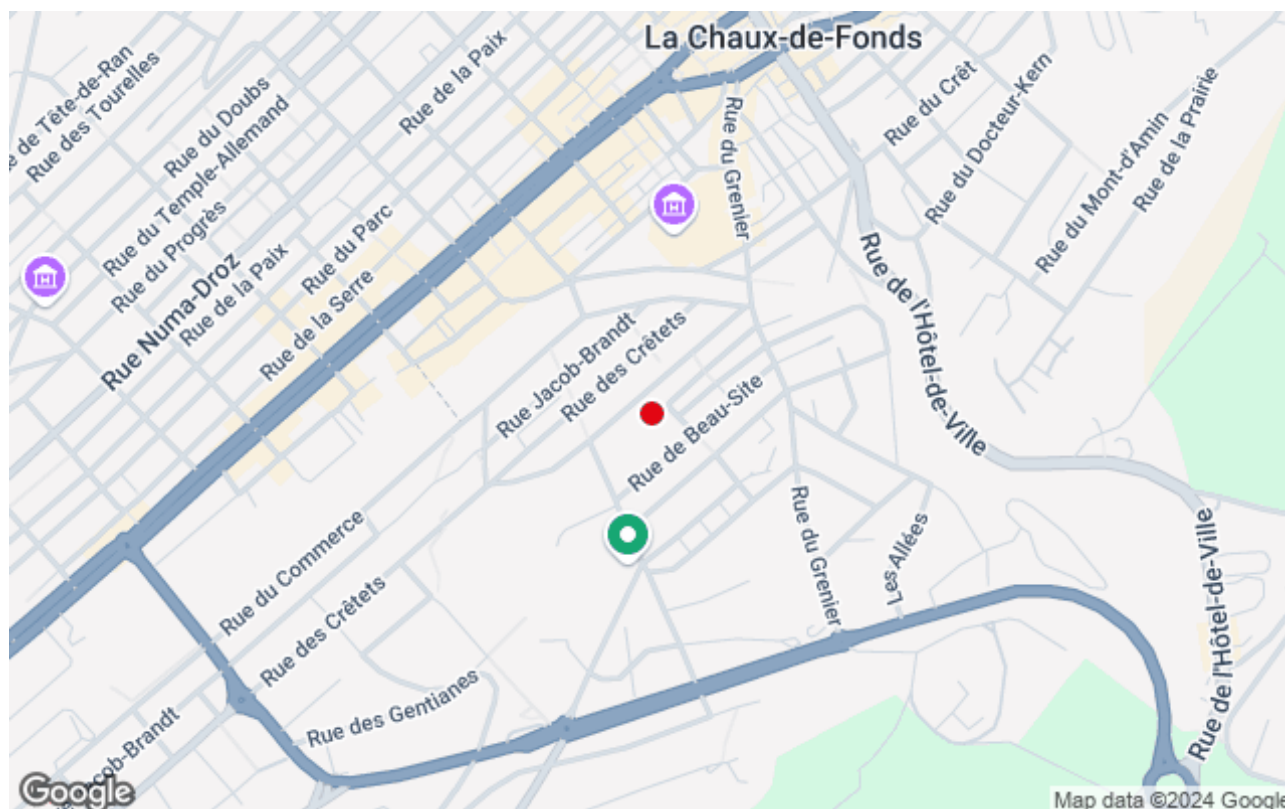 La Chaux-de-Fonds
Rue de la Paix
Rue du Doubs
Rue du Temple-Allemand
e de Tête-de-Ran
Rue des Tourelles
Rue du Crêt
Rue du Docteur-Kern
Rue de la Prairie
Rue du Mont-d'Amin
Rue du Grenier
Rue du Progrès
Rue du Parc
Rue de la Paix
Rue Numa-Droz
Rue de la Serre
Rue de l'Hôtel-de-Ville
Rue Jacob-Brandt
Rue des Crêtets
Rue de Beau-Site
Rue du Commerce
Rue du Grenier
Les Allées
Rue de l'Hôtel-de-Ville
Rue des Crêtets
Rue des Gentianes
acob-Brandt
Google
Map data ©2024 Google